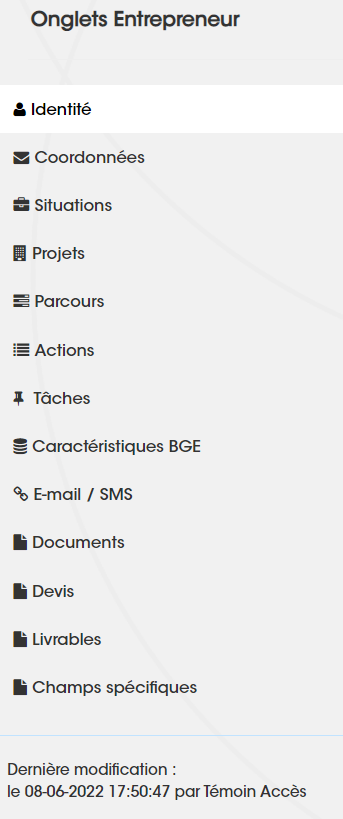 Onglets Entrepreneur
Identité
Coordonnées
Situations
Projets
Parcours
Actions
Tâches
Caractéristiques BGE
E-mail / SMS
Documents
Devis
Livrables
Champs spécifiques
Dernière modification :
le 08-06-2022 17:50:47 par Témoin Accès